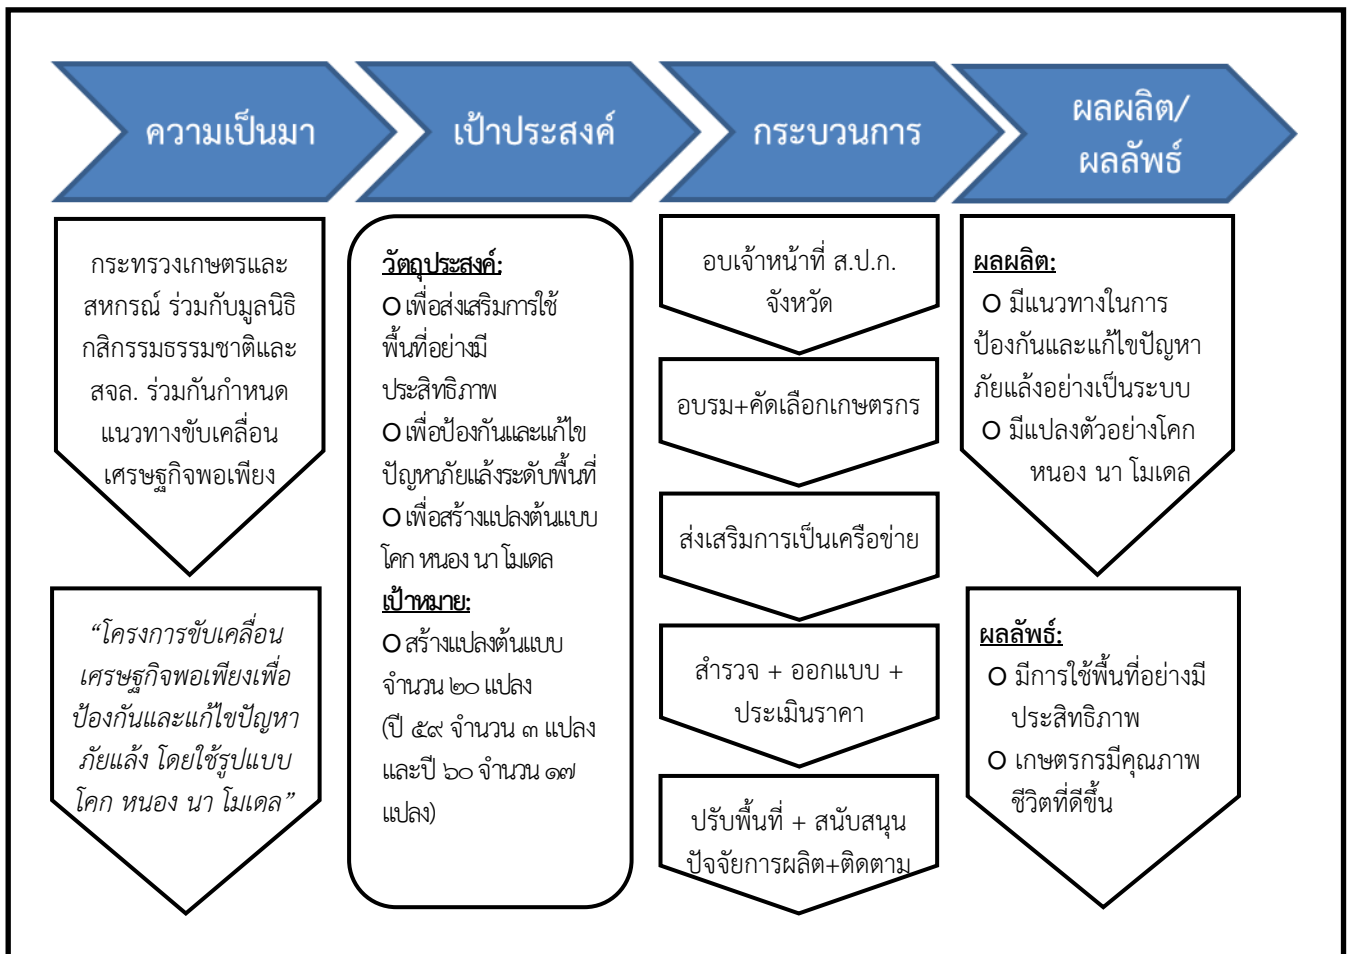 ความเป็นมา
เป้าประสงค์
กระบวนการ
ผลผลิต/
ผลลัพธ์
กระทรวงเกษตรและ
สหกรณ์ ร่วมกับมูลนิธิ
กสิกรรมธรรมชาติและ
สจล. ร่วมกันกำหนด
แนวทางขับเคลื่อน
เศรษฐกิจพอเพียง
“โครงการขับเคลื่อน
เศรษฐกิจพอเพียงเพื่อ
ป้องกันและแก้ไขปัญหา
ภัยแล้ง โดยใช้รูปแบบ
โคก หนอง นา โมเดล”
วัตถุประสงค์:
O เพื่อส่งเสริมการใช้
พื้นที่อย่างมี
ประสิทธิภาพ
O เพื่อป้องกันและแก้ไข
ปัญหาภัยแล้งระดับพื้นที่
O เพื่อสร้างแปลงต้นแบบ
โคก หนอง นา โมเดล
เป้าหมาย:
O สร้างแปลงต้นแบบ
จำนวน ๒๐ แปลง
(ปี ๕๙ จำนวน ๓ แปลง
และปี ๖๐ จำนวน ๑๗
แปลง)
อบเจ้าหน้าที่ ส.ป.ก.
จังหวัด
อบรม+คัดเลือกเกษตรกร
ส่งเสริมการเป็นเครือข่าย
สำรวจ + ออกแบบ +
ประเมินราคา
ปรับพื้นที่ + สนับสนุน
ปัจจัยการผลิต+ติดตาม
ผลผลิต:
O มีแนวทางในการ
ป้องกันและแก้ไขปัญหา
ภัยแล้งอย่างเป็นระบบ
O มีแปลงตัวอย่างโคก
หนอง นา โมเดล
ผลลัพธ์:
O มีการใช้พื้นที่อย่างมี
ประสิทธิภาพ
O เกษตรกรมีคุณภาพ
ชีวิตที่ดีขึ้น